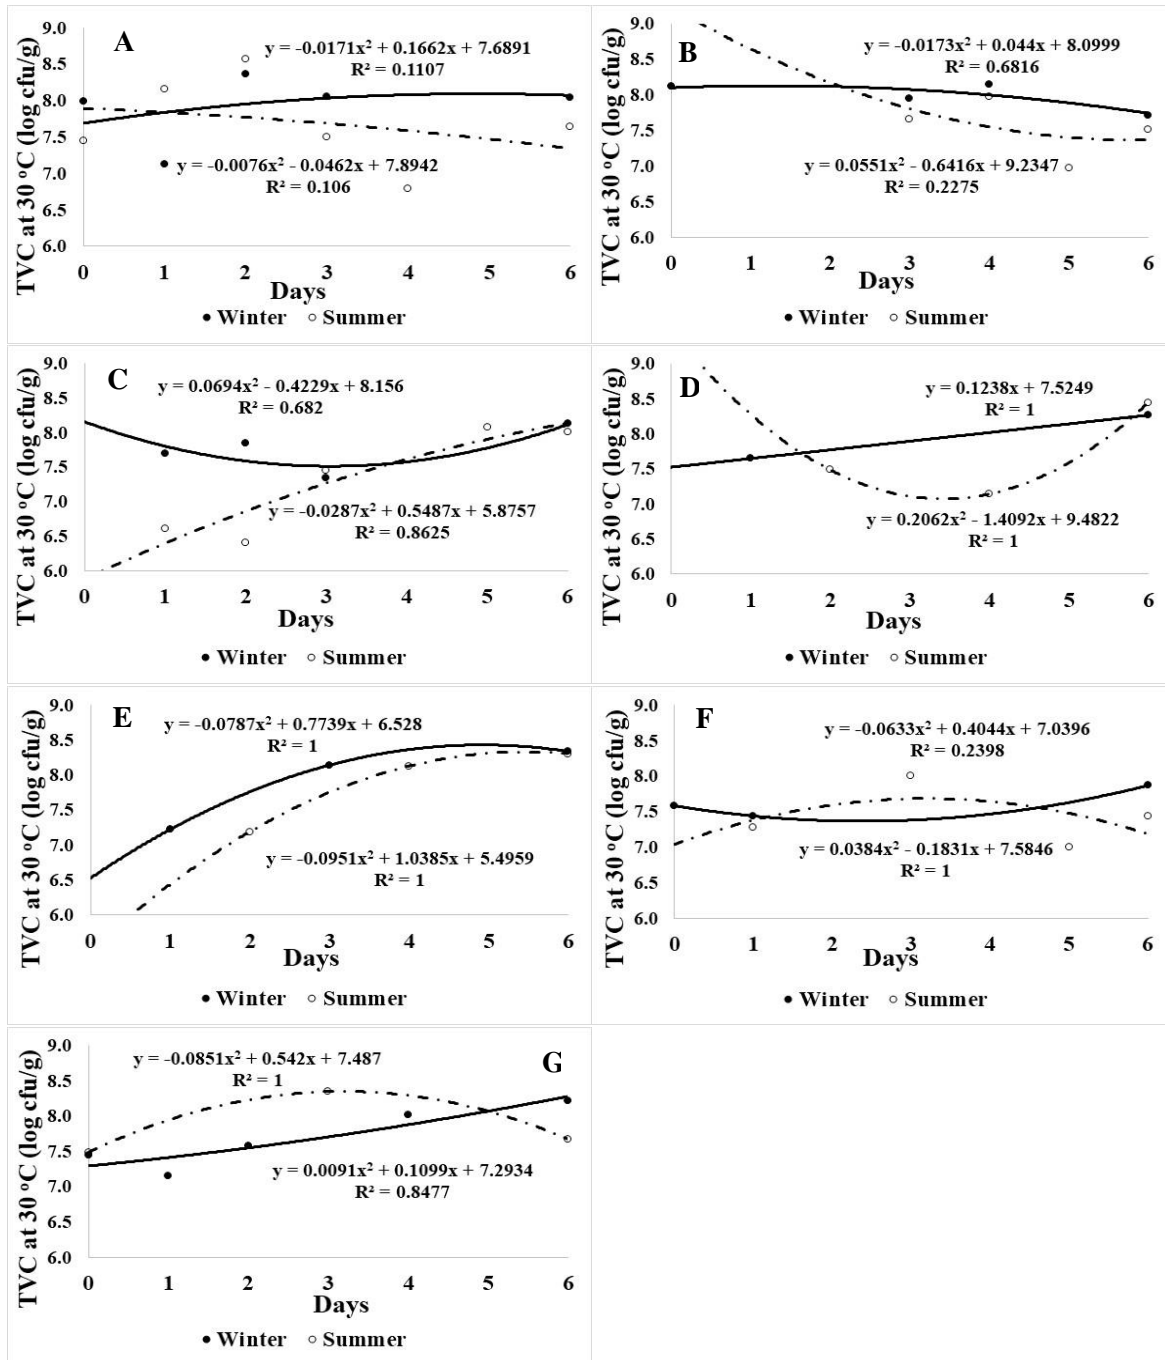 A
TVC at 30 °C (log cfu/g)
9.0
8.5
8.0
7.5
7.0
6.5
6.0
y = -0.0171x² + 0.1662x + 7.6891
R² = 0.1107
y = -0.0076x² - 0.0462x + 7.8942
R² = 0.106
0 1 2 3 4 5 6
Days
Winter Summer
B
TVC at 30 °C (log cfu/g)
9.0
8.5
8.0
7.5
7.0
6.5
6.0
y = -0.0173x² + 0.044x + 8.0999
R² = 0.6816
y = 0.0551x² - 0.6416x + 9.2347
R² = 0.2275
0 1 2 3 4 5 6
Days
Winter Summer
C
TVC at 30 °C (log cfu/g)
9.0
8.5
8.0
7.5
7.0
6.5
6.0
y = 0.0694x² - 0.4229x + 8.156
R² = 0.682
y = -0.0287x² + 0.5487x + 5.8757
R² = 0.8625
0 1 2 3 4 5 6
Days
Winter Summer
D
TVC at 30 °C (log cfu/g)
9.0
8.5
8.0
7.5
7.0
6.5
6.0
y = 0.1238x + 7.5249
R² = 1
y = 0.2062x² - 1.4092x + 9.4822
R² = 1
0 1 2 3 4 5 6
Days
Winter Summer
E
TVC at 30 °C (log cfu/g)
9.0
8.5
8.0
7.5
7.0
6.5
6.0
y = -0.0787x² + 0.7739x + 6.528
R² = 1
y = -0.0951x² + 1.0385x + 5.4959
R² = 1
0 1 2 3 4 5 6
Days
Winter Summer
F
TVC at 30 °C (log cfu/g)
9.0
8.5
8.0
7.5
7.0
6.5
6.0
y = -0.0633x² + 0.4044x + 7.0396
R² = 0.2398
y = 0.0384x² - 0.1831x + 7.5846
R² = 1
0 1 2 3 4 5 6
Days
Winter Summer
G
TVC at 30 °C (log cfu/g)
9.0
8.5
8.0
7.5
7.0
6.5
6.0
y = -0.0851x² + 0.542x + 7.487
R² = 1
y = 0.0091x² + 0.1099x + 7.2934
R² = 0.8477
0 1 2 3 4 5 6
Days
Winter Summer